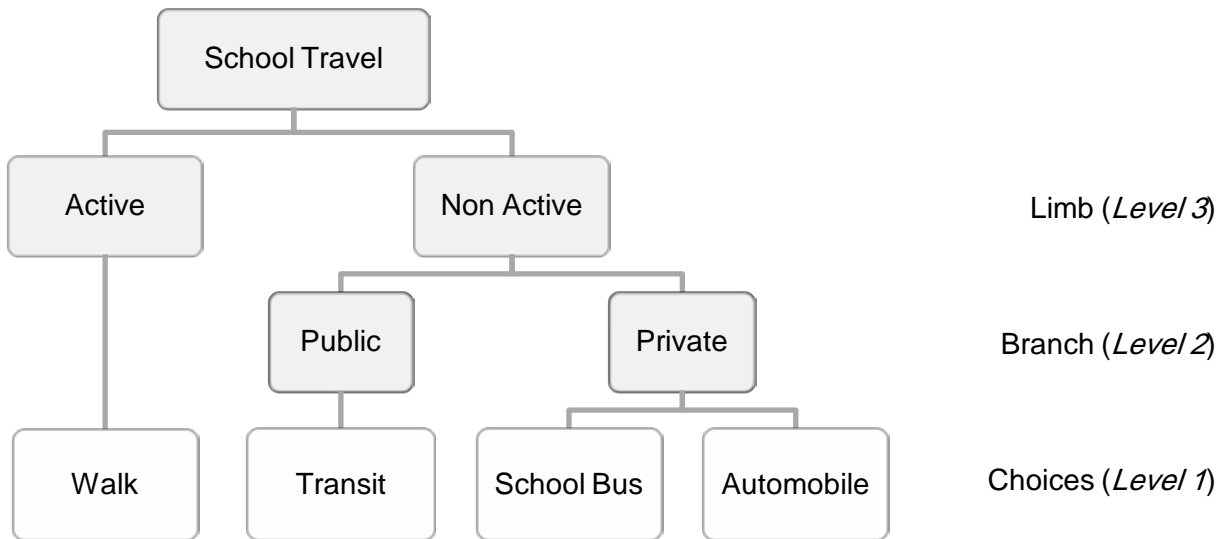 School Travel
Active
Non Active
Limb (Level 3)
Public
Private
Branch (Level 2)
Walk
Transit
School Bus
Automobile
Choices (Level 1)